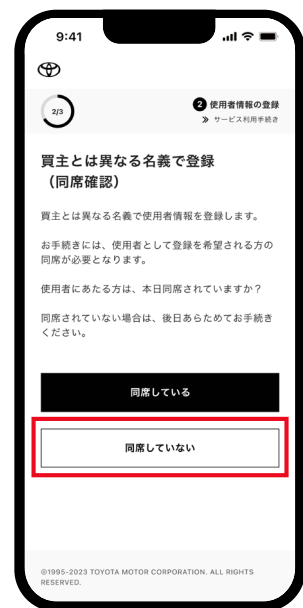 9:41
2/3
2 使用者情報の登録
サービス利用手続き
買主とは異なる名義で登録
（同席確認）
買主とは異なる名義で使用者情報を登録します。
お手続きには、使用者として登録を希望される方の
同席が必要となります。
使用者にあたる方は、本日同席されていますか？
同席されていない場合は、後日あらためてお手続き
ください。
同席している
同席していない
©1995-2023 TOYOTA MOTOR CORPORATION. ALL RIGHTS
RESERVED.